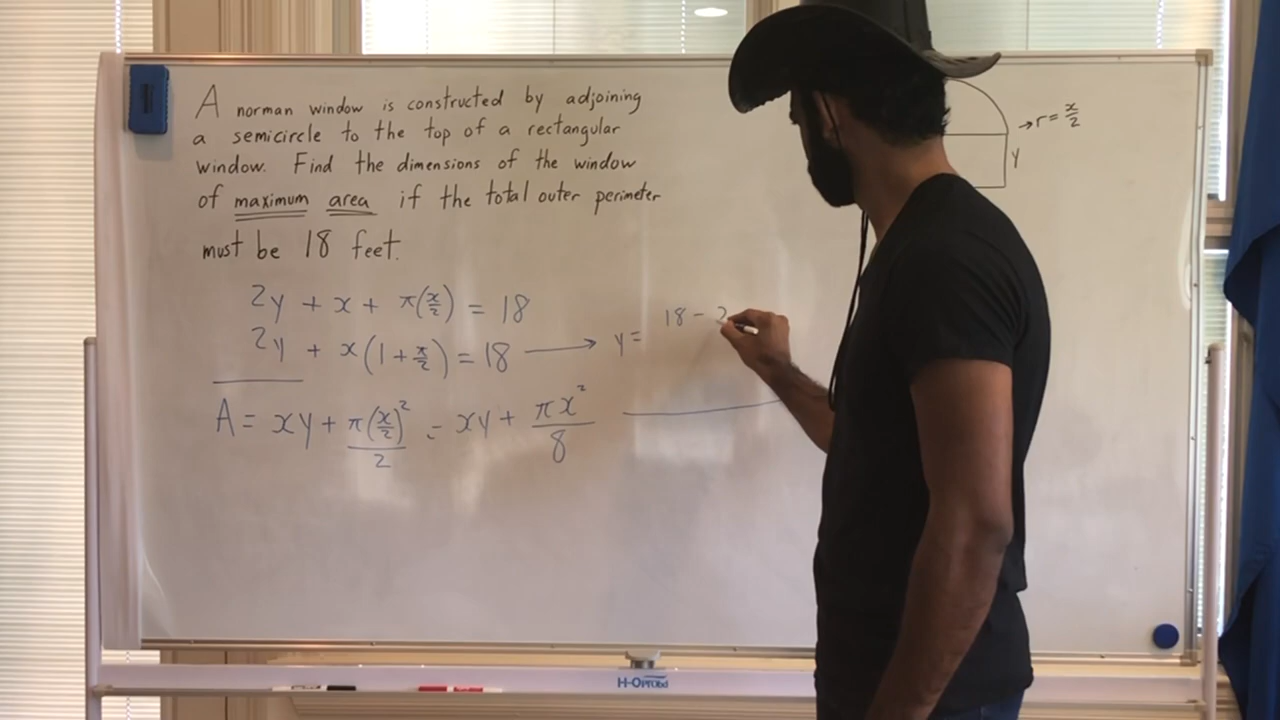 A norman window is constructed by adjoining
a semicircle to the top of a rectangular
window. Find the dimensions of the window
of maximum area if the total outer perimeter
must be 18 feet.
→ r = x/2
y
2y + x + π(x/2) = 18
2y + x(1 + π/2) = 18 ⟶ y = 18 -
A = xy + π(x/2)²/2 = xy + πx²/8